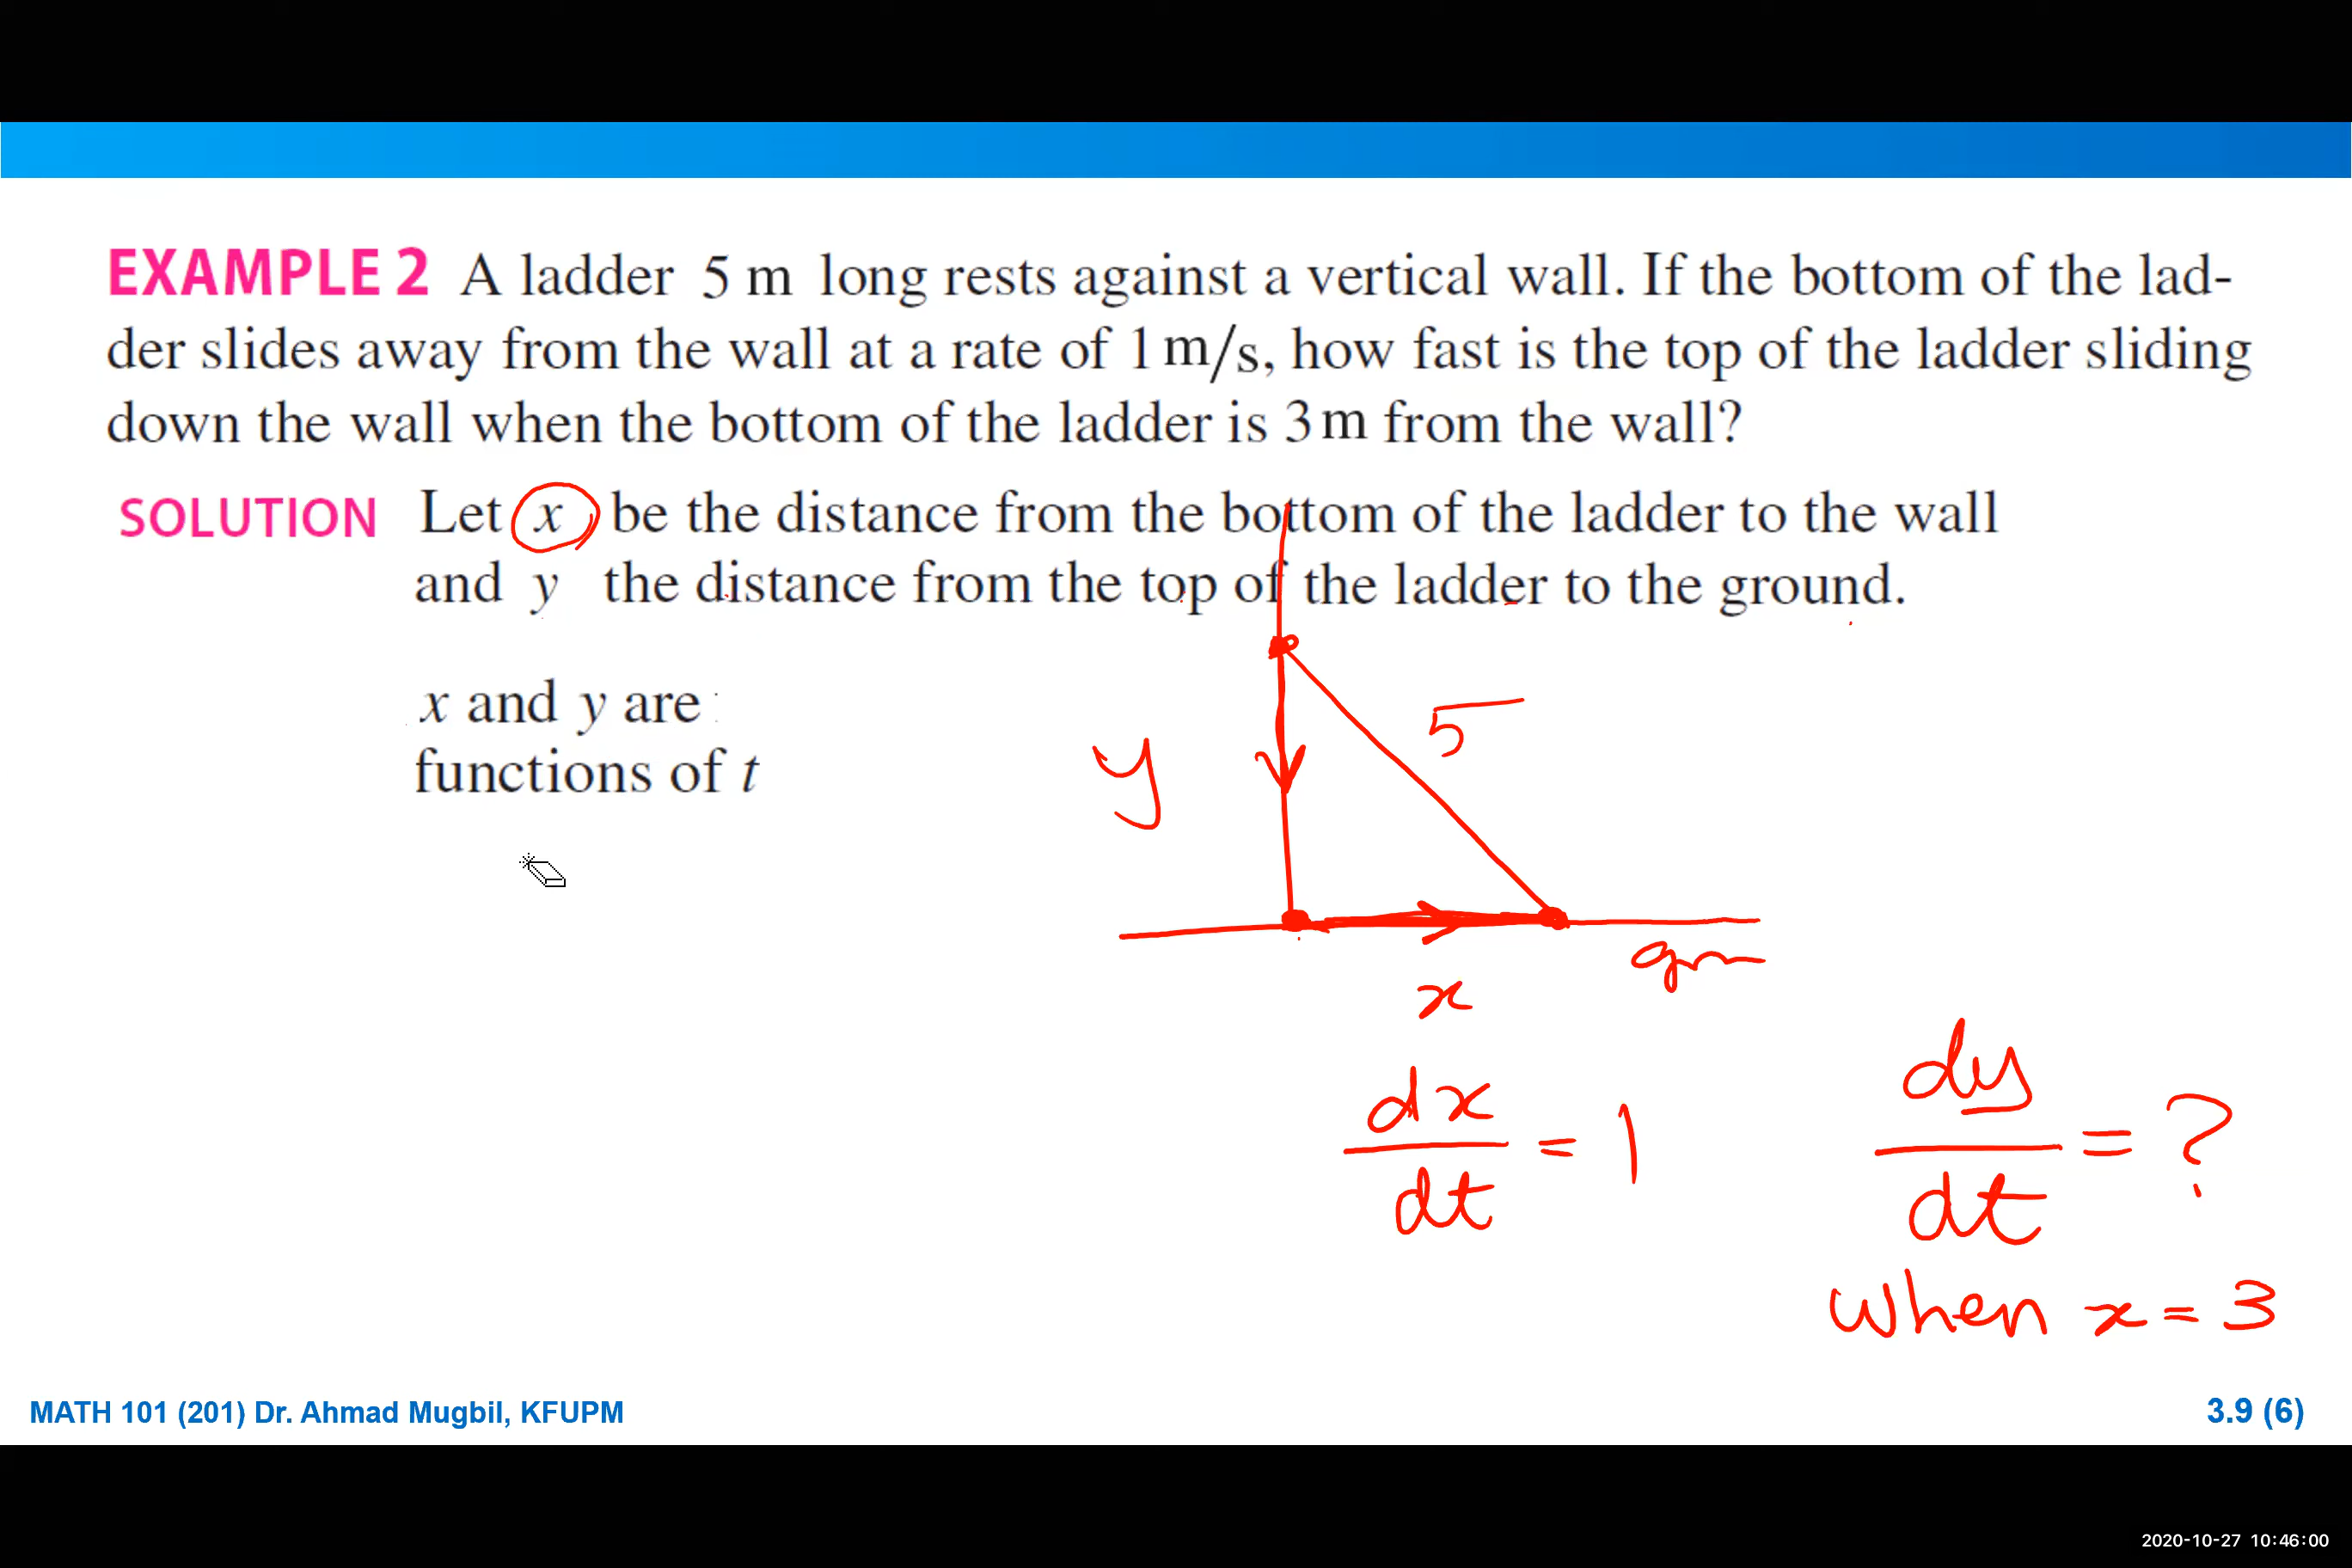 EXAMPLE 2 A ladder 5 m long rests against a vertical wall. If the bottom of the lad-
der slides away from the wall at a rate of 1 m/s, how fast is the top of the ladder sliding
down the wall when the bottom of the ladder is 3 m from the wall?
SOLUTION Let x be the distance from the bottom of the ladder to the wall
and y the distance from the top of the ladder to the ground.
x and y are
functions of t
5
y
x
dx/dt = 1
dy/dt = ?
when x = 3
MATH 101 (201) Dr. Ahmad Mugbil, KFUPM
3.9 (6)
2020-10-27 10:46:00